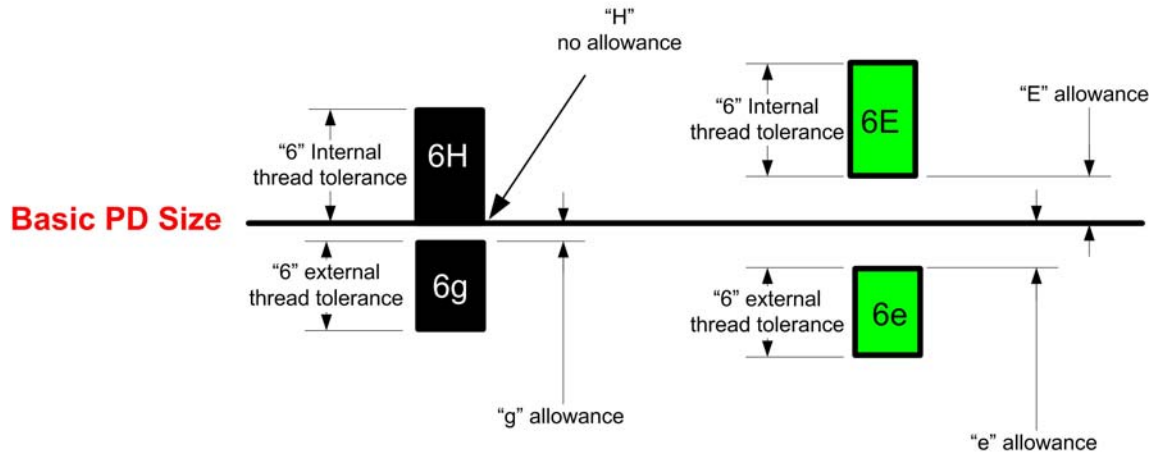 “H”
no allowance
“6” Internal
thread tolerance
6H
“6” Internal
thread tolerance
6E
“E” allowance
Basic PD Size
“6” external
thread tolerance
6g
“6” external
thread tolerance
6e
“g” allowance
“e” allowance